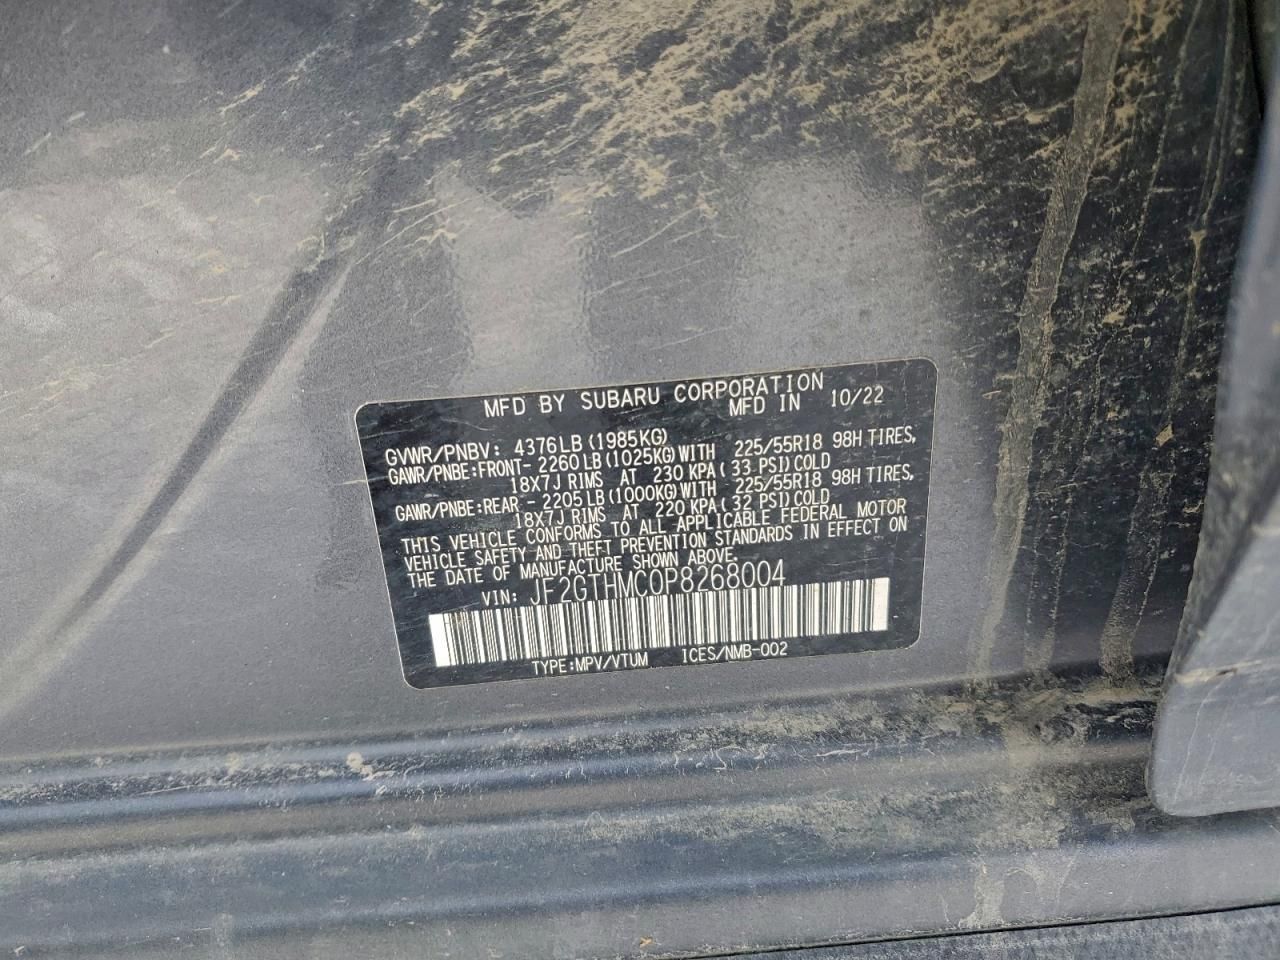 MFD BY SUBARU CORPORATION
MFD IN 10/22
GVWR/PNBV: 4376LB(1985KG)
GAWR/PNBE:FRONT-2260LB(1025KG)WITH 225/55R18 98H TIRES,
18X7J RIMS AT 230 KPA(33 PSI)COLD
GAWR/PNBE:REAR -2205LB(1000KG)WITH 225/55R18 98H TIRES,
18X7J RIMS AT 220 KPA(32 PSI)COLD
THIS VEHICLE CONFORMS TO ALL APPLICABLE FEDERAL MOTOR
VEHICLE SAFETY AND THEFT PREVENTION STANDARDS IN EFFECT ON
THE DATE OF MANUFACTURE SHOWN ABOVE.
VIN: JF2GTHMC0P8268004
TYPE:MPV/VTUM ICES/NMB-002